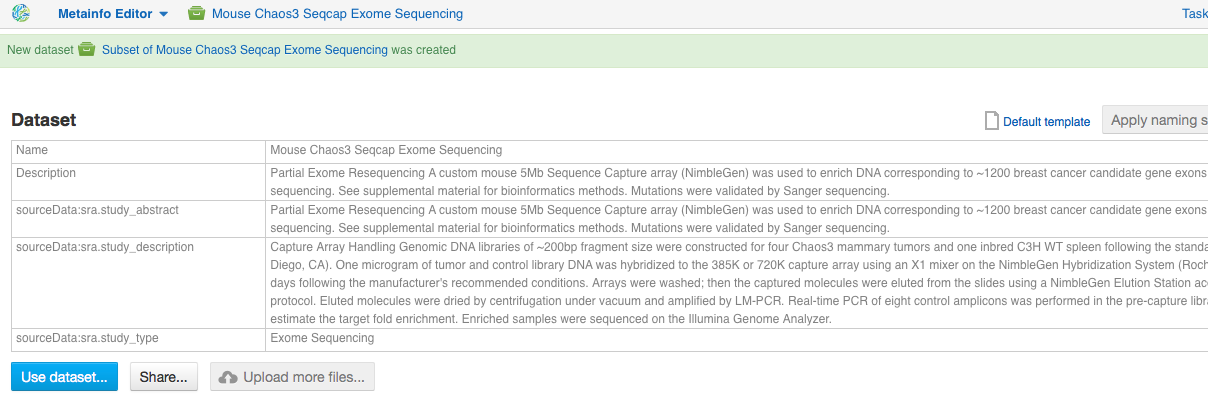 Metainfo Editor Mouse Chaos3 Seqcap Exome Sequencing Task
New dataset Subset of Mouse Chaos3 Seqcap Exome Sequencing was created
Dataset Default template Apply naming s
Name Mouse Chaos3 Seqcap Exome Sequencing
Description Partial Exome Resequencing A custom mouse 5Mb Sequence Capture array (NimbleGen) was used to enrich DNA corresponding to ~1200 breast cancer candidate gene exons
sequencing. See supplemental material for bioinformatics methods. Mutations were validated by Sanger sequencing.
sourceData:sra.study_abstract Partial Exome Resequencing A custom mouse 5Mb Sequence Capture array (NimbleGen) was used to enrich DNA corresponding to ~1200 breast cancer candidate gene exons
sequencing. See supplemental material for bioinformatics methods. Mutations were validated by Sanger sequencing.
sourceData:sra.study_description Capture Array Handling Genomic DNA libraries of ~200bp fragment size were constructed for four Chaos3 mammary tumors and one inbred C3H WT spleen following the standa
Diego, CA). One microgram of tumor and control library DNA was hybridized to the 385K or 720K capture array using an X1 mixer on the NimbleGen Hybridization System (Roch
days following the manufacturer's recommended conditions. Arrays were washed; then the captured molecules were eluted from the slides using a NimbleGen Elution Station acc
protocol. Eluted molecules were dried by centrifugation under vacuum and amplified by LM-PCR. Real-time PCR of eight control amplicons was performed in the pre-capture libra
estimate the target fold enrichment. Enriched samples were sequenced on the Illumina Genome Analyzer.
sourceData:sra.study_type Exome Sequencing
Use dataset... Share... Upload more files...